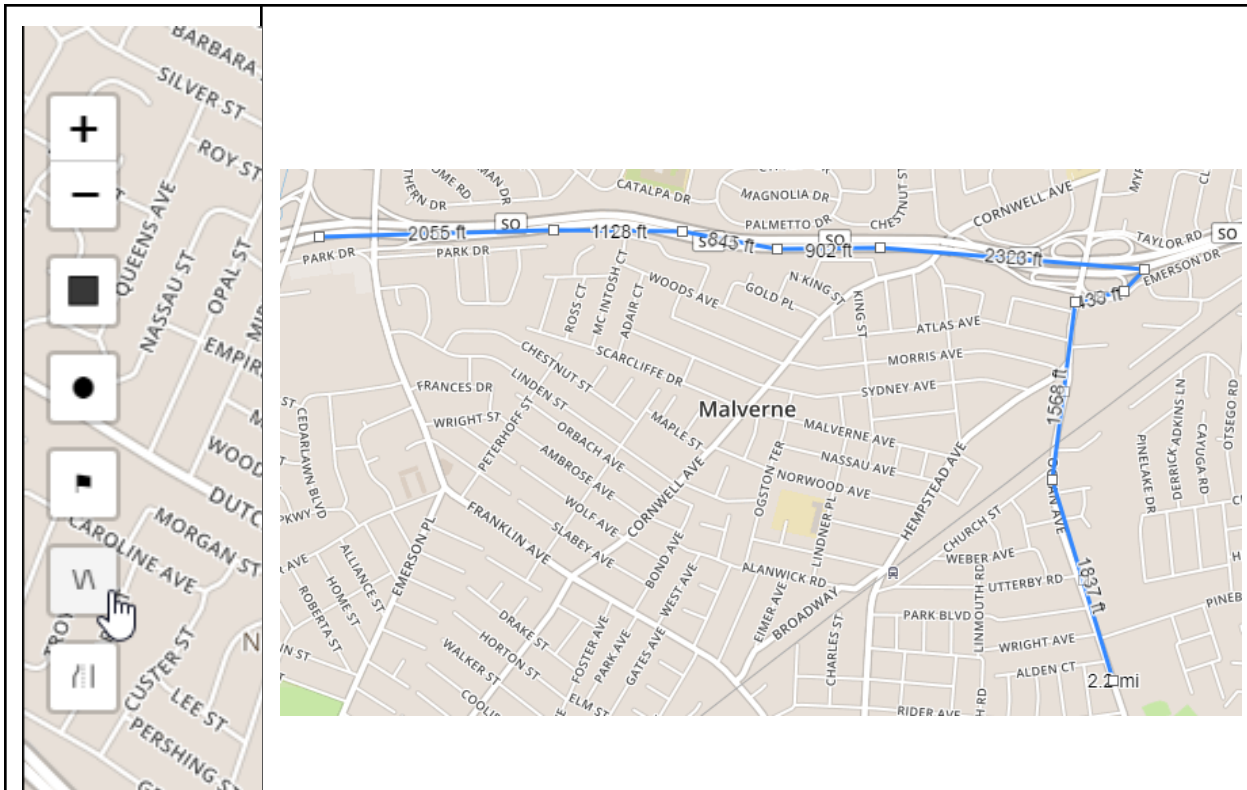 BARBARA
SILVER ST
ROY ST
QUEENS AVE
OPAL ST
NASSAU ST
WOOD
DUTC
MORGAN ST
CAROLINE AVE
CUSTER ST
N
LEE ST
PERSHING S
CATALPA DR
MAGNOLIA DR
CHESTNUT ST
CORNWELL AVE
PALMETTO DR
SO
2055 ft
1128 ft
845 ft
SO
902 ft
TAYLOR RD
SO
PARK DR
PARK DR
2323 ft
EMERSON DR
WOODS AVE
GOLD PL
N KING ST
KING ST
ROSS CT
MC INTOSH CT
ADAIR CT
ATLAS AVE
CHESTNUT ST
SCARCLIFFE DR
MORRIS AVE
FRANCES DR
LINDEN ST
SYDNEY AVE
1568 ft
Malverne
WRIGHT ST
PETERHOFF ST
MAPLE ST
MALVERNE AVE
ORBACH AVE
NASSAU AVE
AMBROSE AVE
NORWOOD AVE
OGSTON TER
HEMPSTEAD AVE
PINELAKE DR
DERRICK ADKINS LN
CAYUGA RD
OTSEGO RD
CEDARLAWN BLVD
ST
PKWY
WOLF AVE
CORNWELL AVE
LINDNER PL
FRANKLIN AVE
SLABEY AVE
CHURCH ST
WEBER AVE
EMERSON PL
ALLIANCE ST
HOME ST
ROBERTA ST
BOND AVE
WEST AVE
ALANWICK RD
UTTERBY RD
1837 ft
EIMER AVE
BROADWAY
PARK BLVD
LINMOUTH RD
DRAKE ST
FOSTER AVE
PARK AVE
GATES AVE
HORTON ST
WALKER ST
CHARLES ST
WRIGHT AVE
ALDEN CT
ELM ST
RIDER AVE